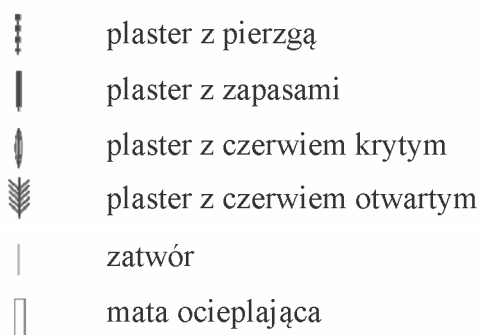 plaster z pierzgą
plaster z zapasami
plaster z czerwiem krytym
plaster z czerwiem otwartym
zatwór
mata ocieplająca